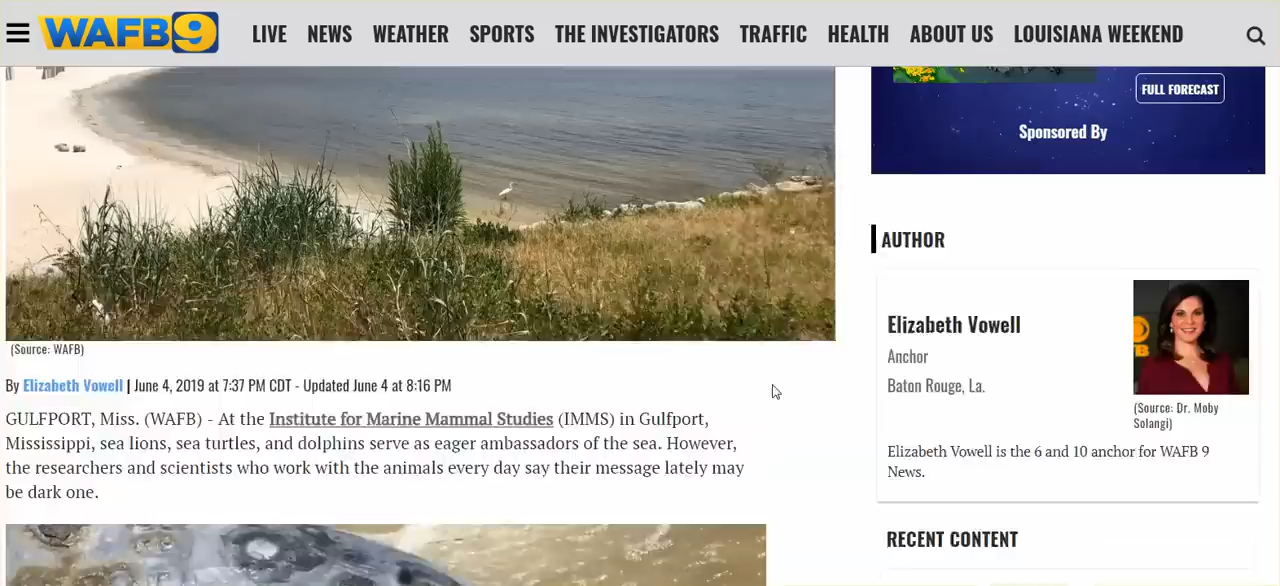 WAFB 9
LIVE NEWS WEATHER SPORTS THE INVESTIGATORS TRAFFIC HEALTH ABOUT US LOUISIANA WEEKEND
FULL FORECAST
Sponsored By
(Source: WAFB)
By Elizabeth Vowell | June 4, 2019 at 7:37 PM CDT - Updated June 4 at 8:16 PM
GULFPORT, Miss. (WAFB) - At the Institute for Marine Mammal Studies (IMMS) in Gulfport,
Mississippi, sea lions, sea turtles, and dolphins serve as eager ambassadors of the sea. However,
the researchers and scientists who work with the animals every day say their message lately may
be dark one.
AUTHOR
Elizabeth Vowell
Anchor
Baton Rouge, La.
(Source: Dr. Moby
Solangi)
Elizabeth Vowell is the 6 and 10 anchor for WAFB 9
News.
RECENT CONTENT